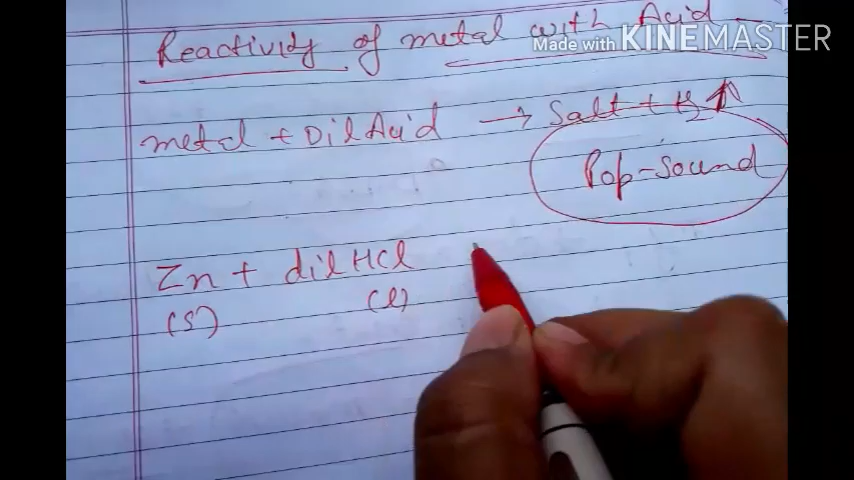 Reactivity of metal with Acid
Made with KINEMASTER
metal + Dil Acid → Salt + H₂↑
Pop-Sound
Zn + dil HCl
(s) (l)